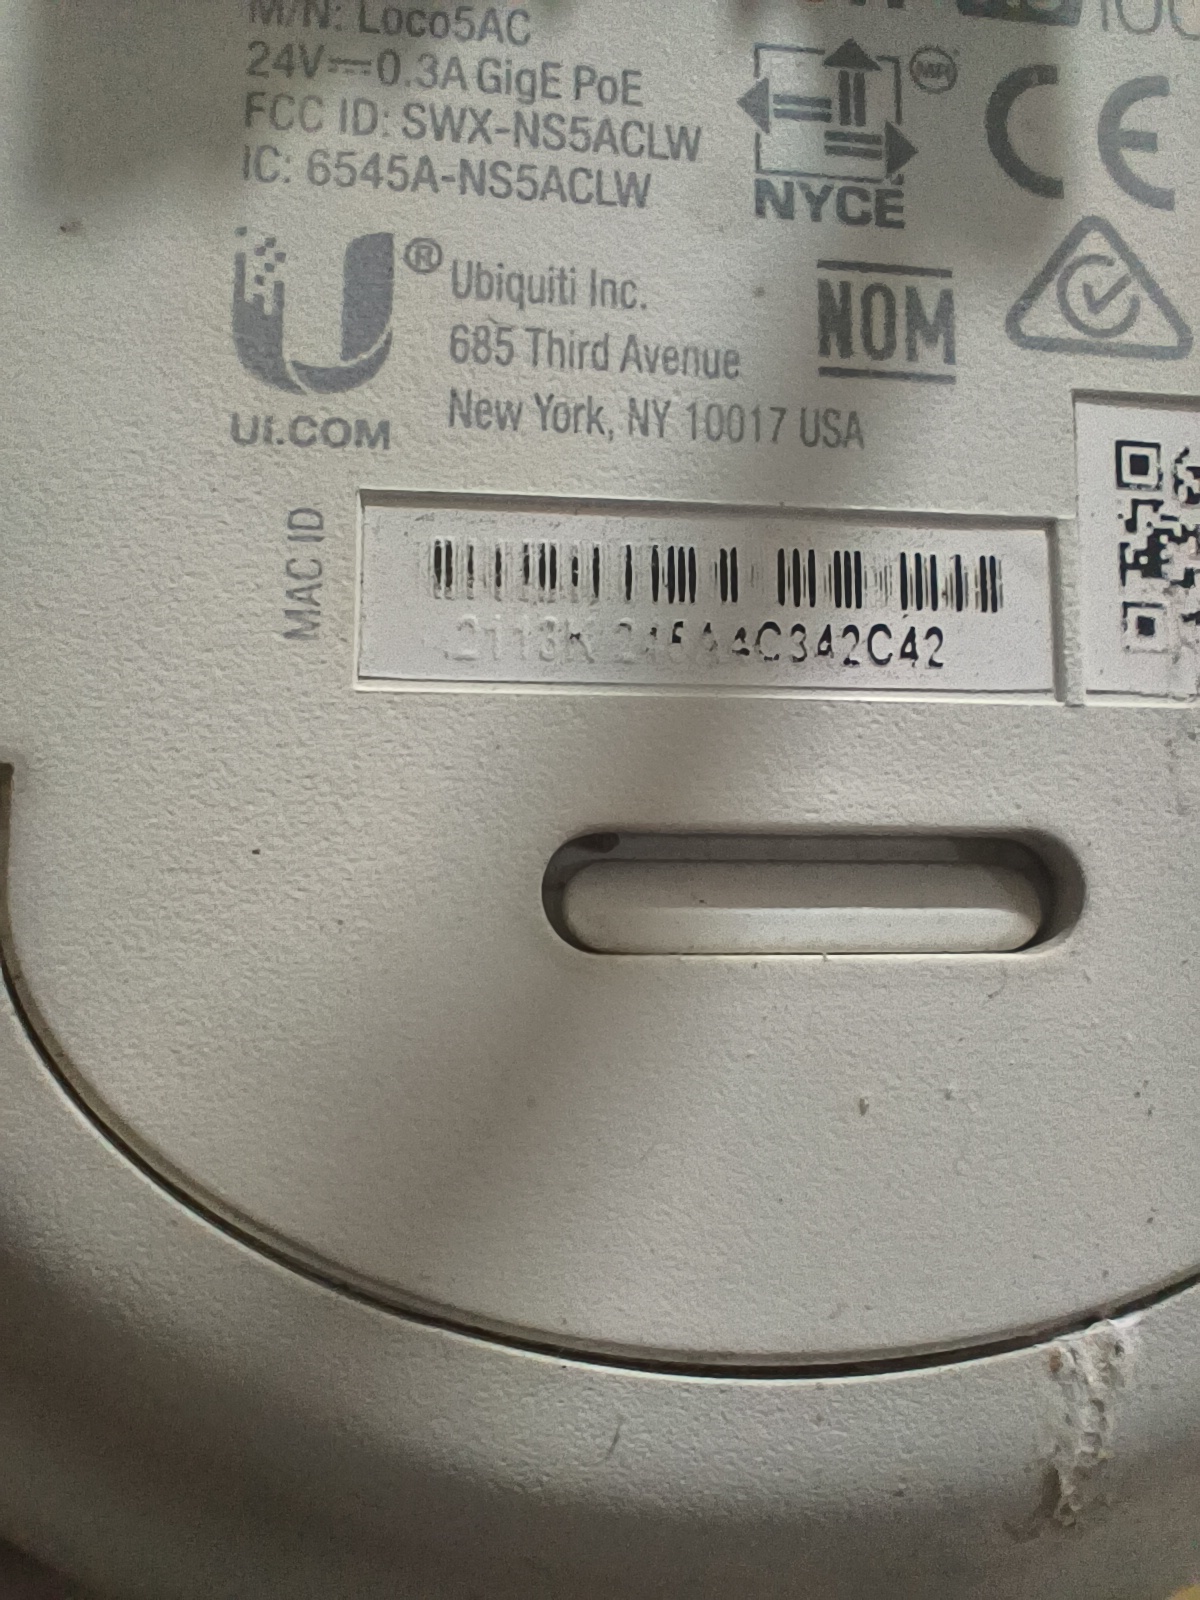 M/N: Loco5AC
24V⎓0.3A GigE PoE
FCC ID: SWX-NS5ACLW
IC: 6545A-NS5ACLW
NYCE
CE
U®
UI.COM
Ubiquiti Inc.
685 Third Avenue
New York, NY 10017 USA
NOM
MAC ID